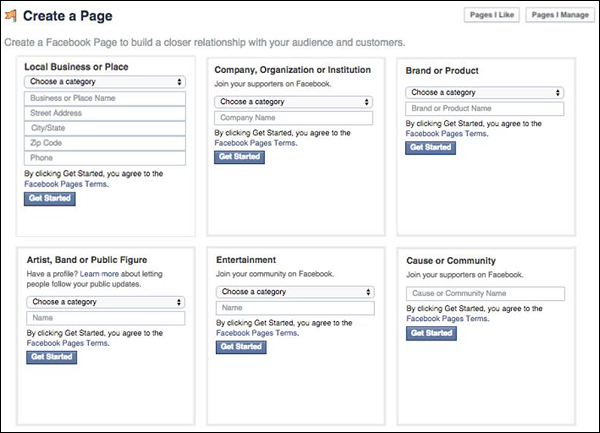 Create a Page
Pages I Like
Pages I Manage
Create a Facebook Page to build a closer relationship with your audience and customers.
Local Business or Place
Choose a category
Business or Place Name
Street Address
City/State
Zip Code
Phone
By clicking Get Started, you agree to the
Facebook Pages Terms.
Get Started
Company, Organization or Institution
Join your supporters on Facebook.
Choose a category
Company Name
By clicking Get Started, you agree to the
Facebook Pages Terms.
Get Started
Brand or Product
Choose a category
Brand or Product Name
By clicking Get Started, you agree to the
Facebook Pages Terms.
Get Started
Artist, Band or Public Figure
Have a profile? Learn more about letting
people follow your public updates.
Choose a category
Name
By clicking Get Started, you agree to the
Facebook Pages Terms.
Get Started
Entertainment
Join your community on Facebook.
Choose a category
Name
By clicking Get Started, you agree to the
Facebook Pages Terms.
Get Started
Cause or Community
Join your supporters on Facebook.
Cause or Community Name
By clicking Get Started, you agree to the
Facebook Pages Terms.
Get Started